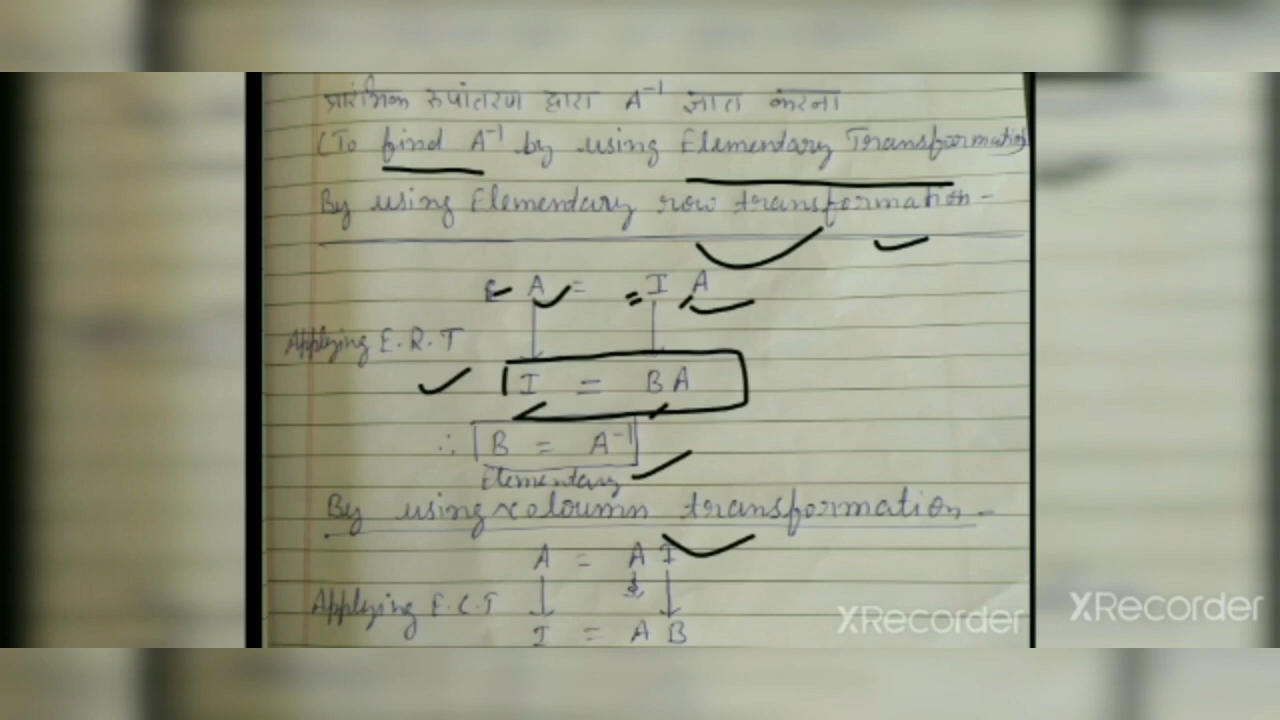 प्रारंभिक रुपांतरण द्वारा A⁻¹ ज्ञात करना
(To find A⁻¹ by using Elementary Transformation
By using Elementary row transformation -
A = I A
Applying E.R.T
I = BA
∴ B = A⁻¹
Elementary
By using coloumn transformation -
A = A I
Applying E.C.T
I = A B
XRecorder
XRecorder